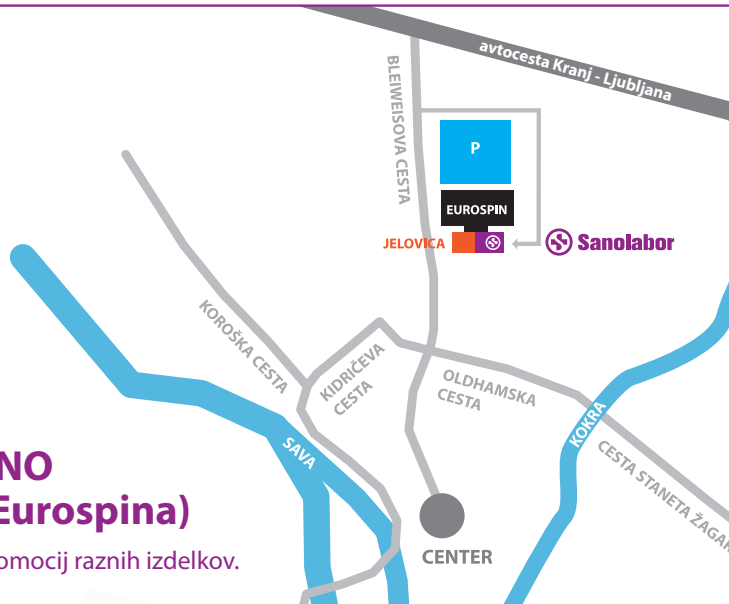 avtocesta Kranj - Ljubljana
BLEIWEISOVA CESTA
P
EUROSPIN
JELOVICA
Sanolabor
KOROŠKA CESTA
KIDRIČEVA
CESTA
OLDHAMSKA
CESTA
KOKRA
CESTA STANETA ŽAGAR
SAVA
NO
Eurospina)
omocij raznih izdelkov.
CENTER